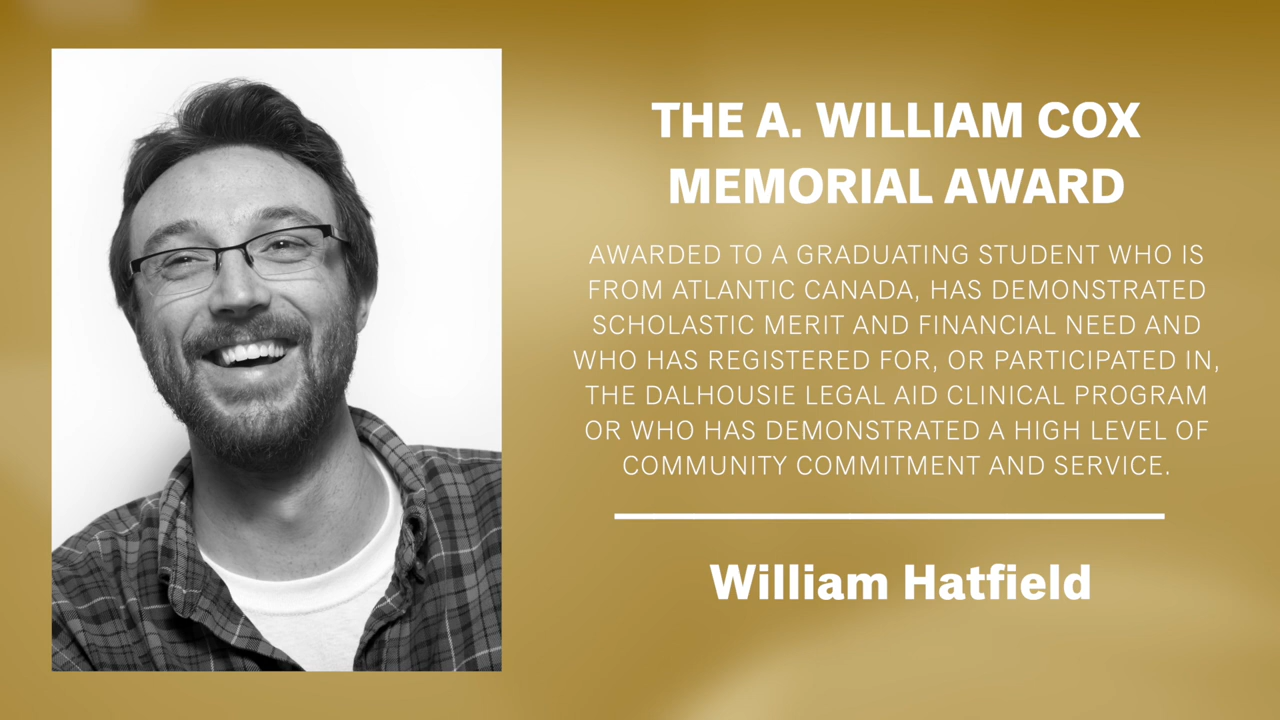 THE A. WILLIAM COX
MEMORIAL AWARD
AWARDED TO A GRADUATING STUDENT WHO IS
FROM ATLANTIC CANADA, HAS DEMONSTRATED
SCHOLASTIC MERIT AND FINANCIAL NEED AND
WHO HAS REGISTERED FOR, OR PARTICIPATED IN,
THE DALHOUSIE LEGAL AID CLINICAL PROGRAM
OR WHO HAS DEMONSTRATED A HIGH LEVEL OF
COMMUNITY COMMITMENT AND SERVICE.
William Hatfield